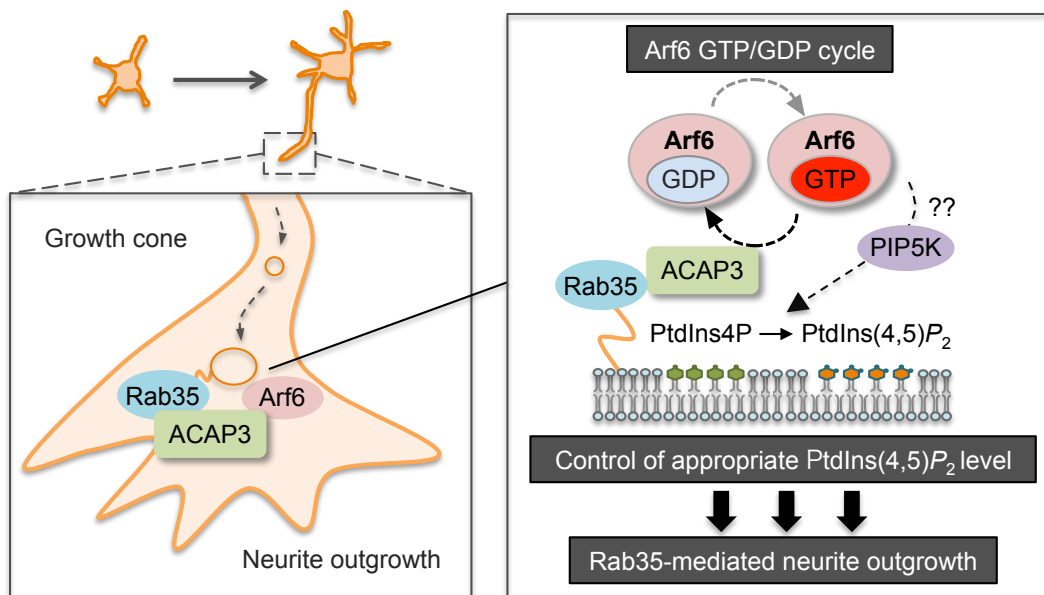 Growth cone
Rab35
Arf6
ACAP3
Neurite outgrowth
Arf6 GTP/GDP cycle
Arf6
GDP
Arf6
GTP
??
PIP5K
ACAP3
Rab35
PtdIns4P → PtdIns(4,5)P₂
Control of appropriate PtdIns(4,5)P₂ level
Rab35-mediated neurite outgrowth